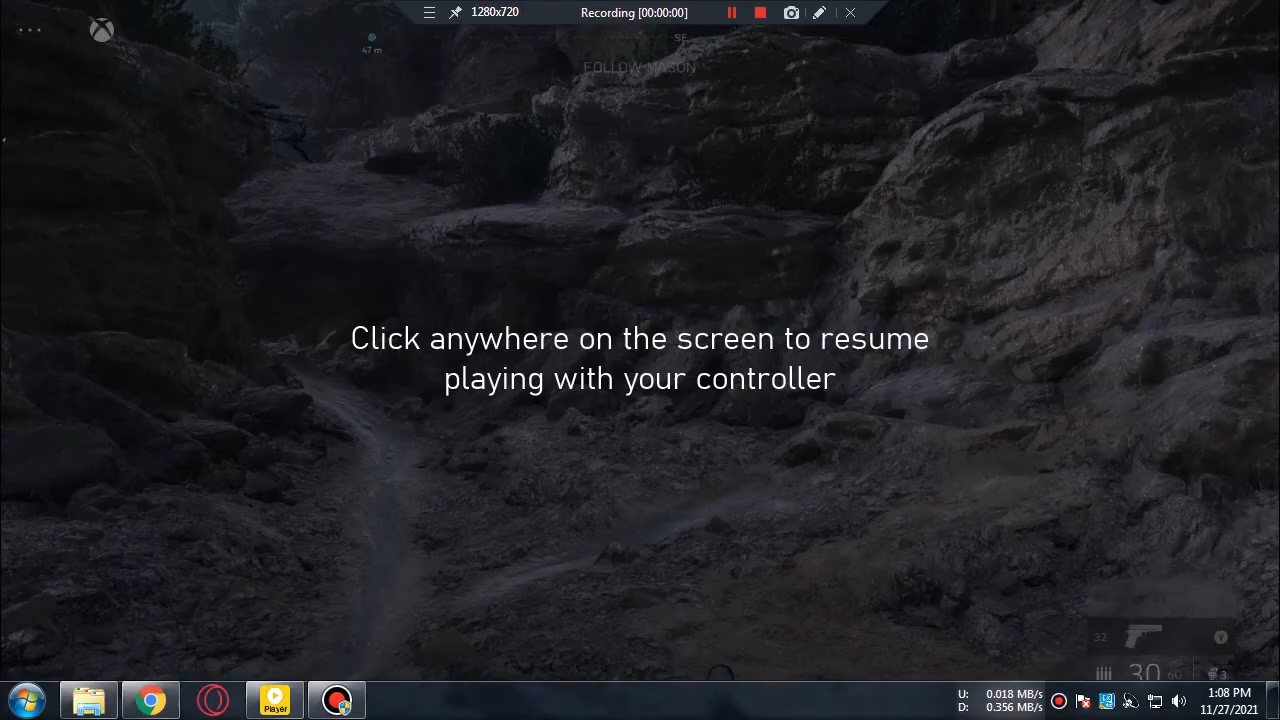 1280x720
Recording [00:00:00]
SE
47 m
FOLLOW MASON
Click anywhere on the screen to resume
playing with your controller
32
Y
30 60
3
Player
U: 0.018 MB/s
D: 0.356 MB/s
1:08 PM
11/27/2021